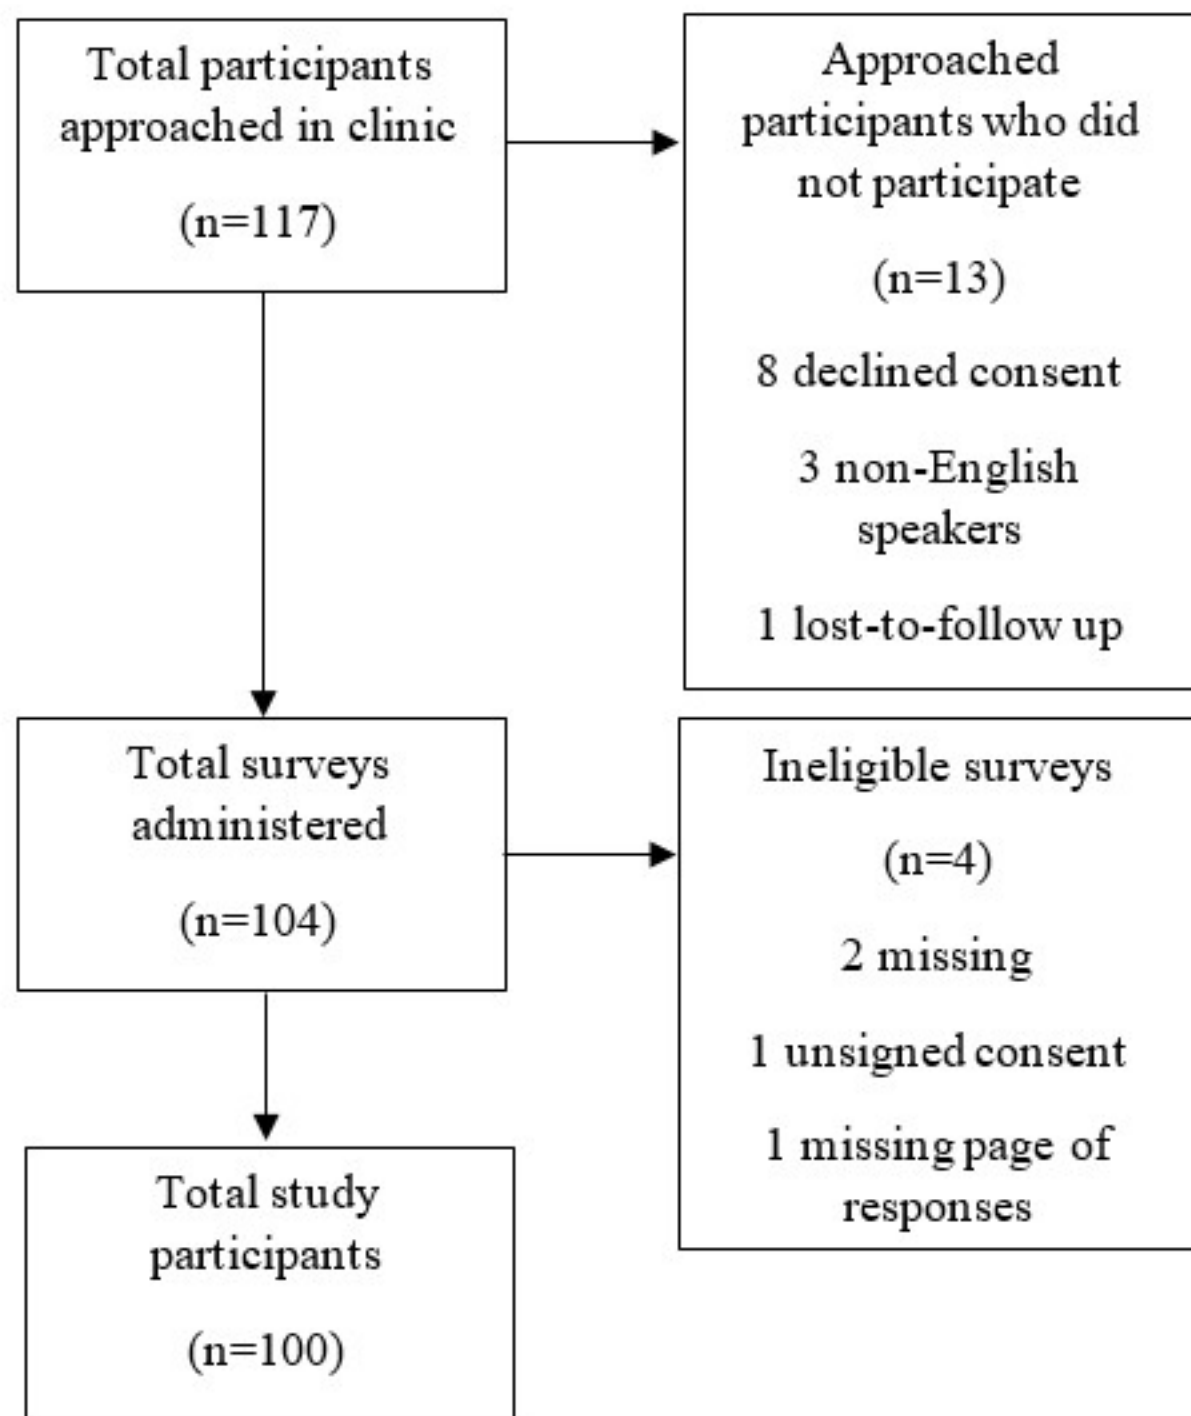 Total participants
approached in clinic
(n=117)
Approached
participants who did
not participate
(n=13)
8 declined consent
3 non-English
speakers
1 lost-to-follow up
Total surveys
administered
(n=104)
Ineligible surveys
(n=4)
2 missing
1 unsigned consent
1 missing page of
responses
Total study
participants
(n=100)